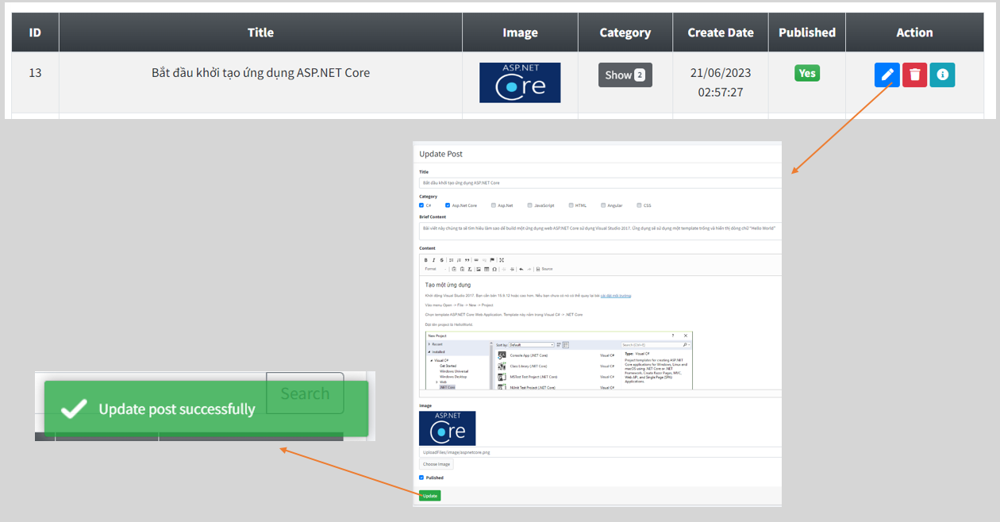 ID Title Image Category Create Date Published Action
13 Bắt đầu khởi tạo ứng dụng ASP.NET Core ASP.NET Core Show 2 21/06/2023 Yes
02:57:27
Update Post
Title
Bắt đầu khởi tạo ứng dụng ASP.NET Core
Category
C# Asp.Net Core Asp.Net JavaScript HTML Angular CSS
Brief Content
Bài viết này chúng ta sẽ tìm hiểu làm sao để build một ứng dụng web ASP.NET Core sử dụng Visual Studio 2017. Ứng dụng sẽ sử dụng một template trống và hiển thị dòng chữ "Hello World"
Content
B I S
Format Source
Tạo một ứng dụng
Khởi động Visual Studio 2017. Bạn cần bản 15.9.12 hoặc cao hơn. Nếu bạn chưa có nó có thể quay lại bài cài đặt môi trường
Vào menu Open -> File -> New -> Project
Chọn template ASP.NET Core Web Application. Template này nằm trong Visual C# -> .NET Core
Đặt tên project là HelloWorld.
New Project ? ×
Recent Sort by: Default Search (Ctrl+E)
Installed Console App (.NET Core) Visual C# Type: Visual C#
Visual C# Project templates for creating ASP.NET
Get Started Class Library (.NET Core) Visual C# Core applications for Windows, Linux and
Windows Universal macOS using .NET Core or .NET
Windows Desktop MSTest Test Project (.NET Core) Visual C# Framework. Create Razor Pages, MVC,
Web Web API, and Single Page (SPA)
.NET Core NUnit Test Project (.NET Core) Visual C# Applications.
Image
ASP.NET
Core
UploadFiles/image/aspnetcore.png
Choose Image
Pulished
Update
Search
Update post successfully